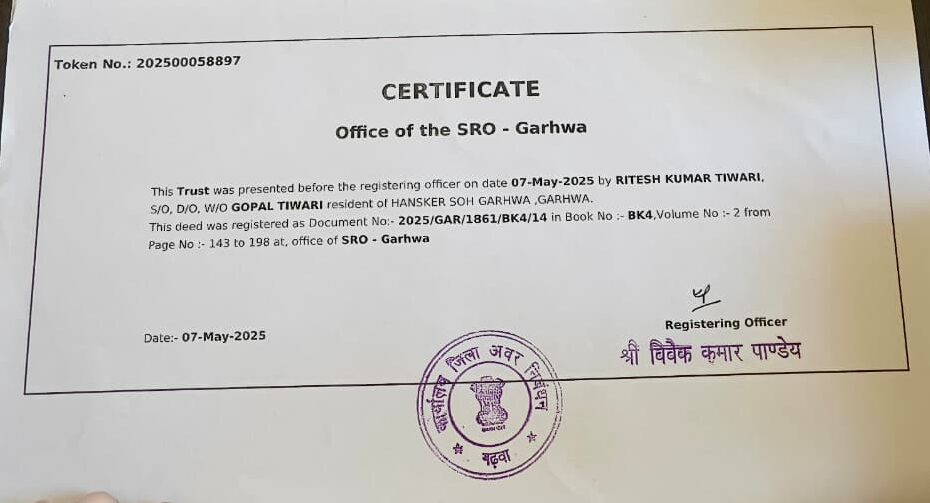 Token No.: 202500058897
CERTIFICATE
Office of the SRO - Garhwa
This Trust was presented before the registering officer on date 07-May-2025 by RITESH KUMAR TIWARI,
S/O, D/O, W/O GOPAL TIWARI resident of HANSKER SOH GARHWA ,GARHWA.
This deed was registered as Document No:- 2025/GAR/1861/BK4/14 in Book No :- BK4,Volume No :- 2 from
Page No :- 143 to 198 at, office of SRO - Garhwa
Date:- 07-May-2025
Registering Officer
श्री विवेक कुमार पाण्डेय
कार्यालय जिला अवर निबंधन
गढ़वा